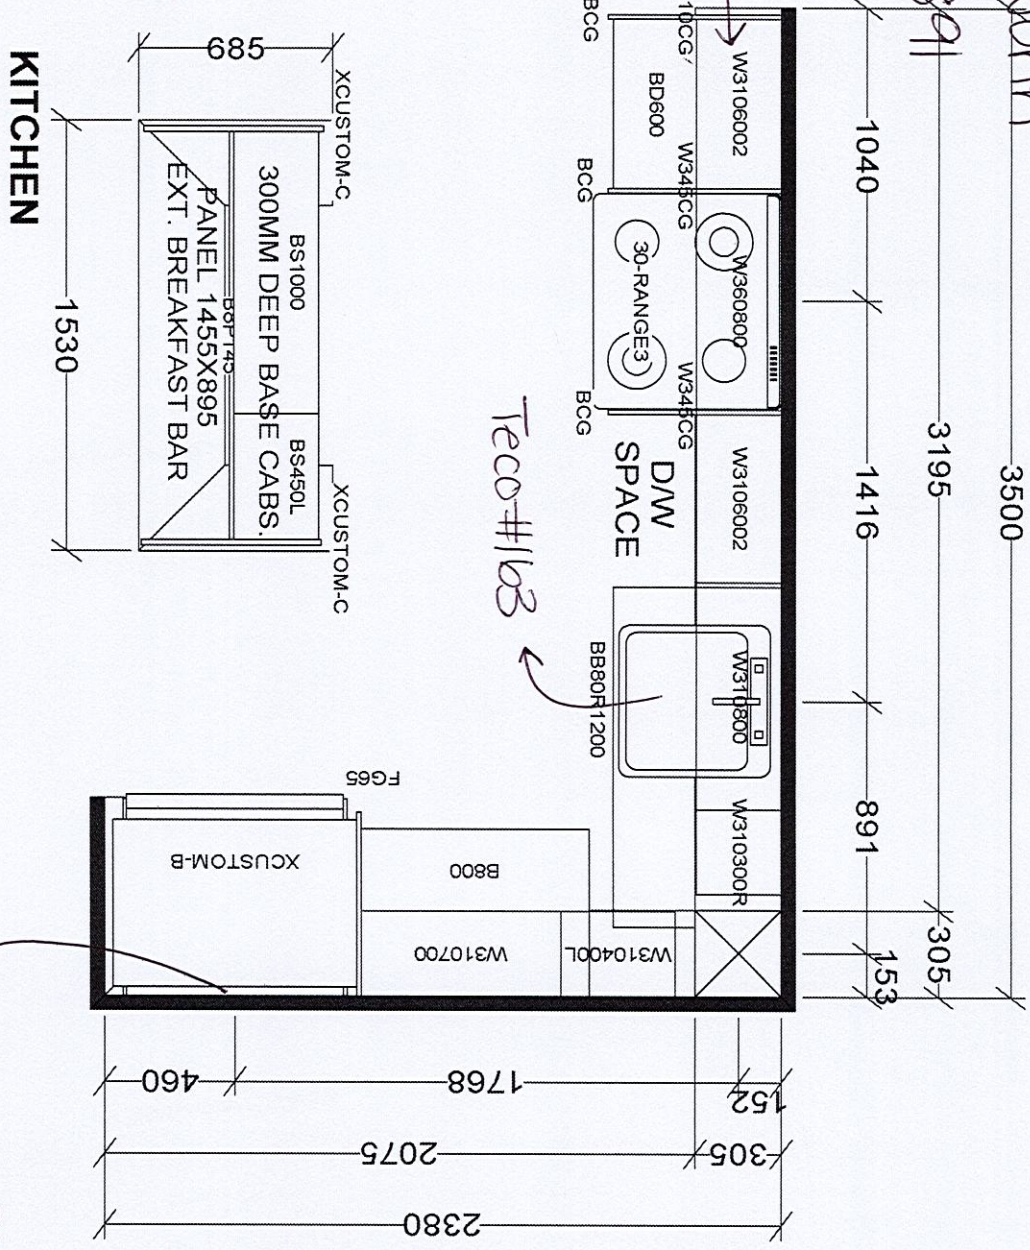 3500
3195
305
1040
1416
891
153
10CG
W3106002
W345CG
W360800
W345CG
W3106002
W310800
W310300R
BD600
30-RANGE3
D/W
SPACE
BCG
BCG
BCG
BB80R1200
Teco#163
XCUSTOM-C
XCUSTOM-C
685
BS1000
BS450L
300MM DEEP BASE CABS.
PANEL 1455X895
EXT. BREAKFAST BAR
1530
KITCHEN
FG65
XCUSTOM-B
B800
W310700
W310400L
460
1768
152
2075
305
2380